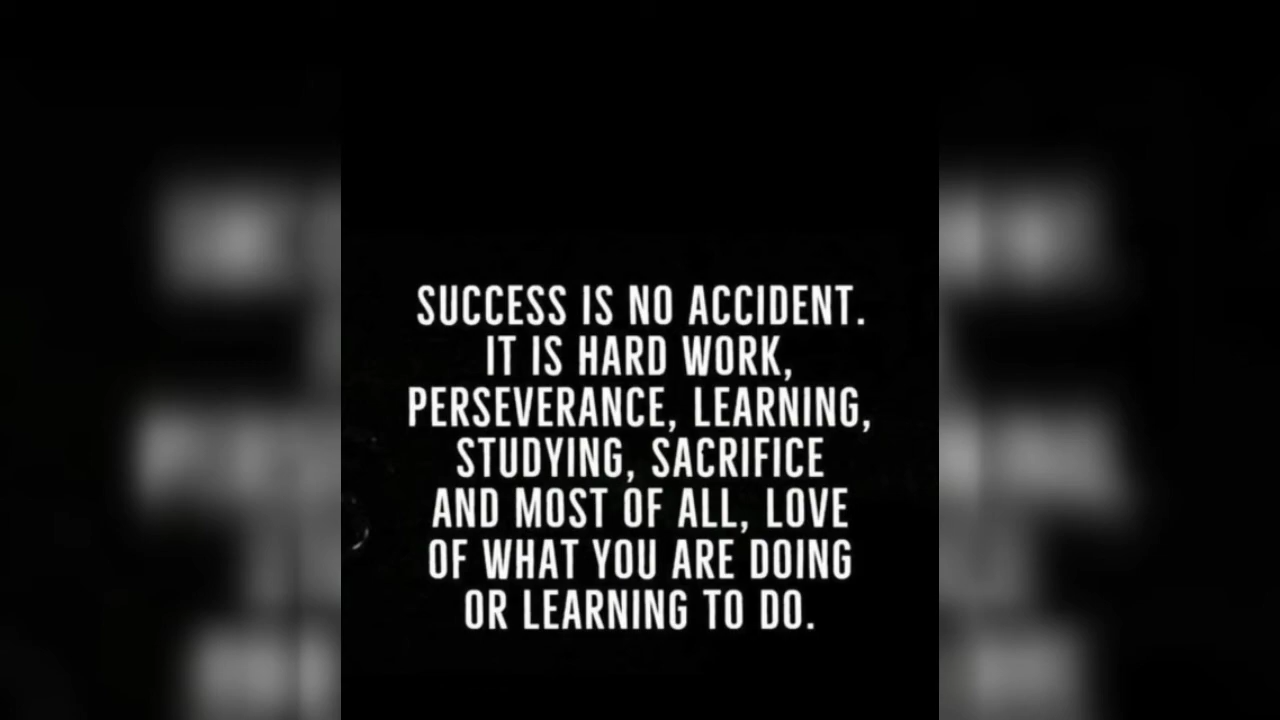 SUCCESS IS NO ACCIDENT.
IT IS HARD WORK,
PERSEVERANCE, LEARNING,
STUDYING, SACRIFICE
AND MOST OF ALL, LOVE
OF WHAT YOU ARE DOING
OR LEARNING TO DO.